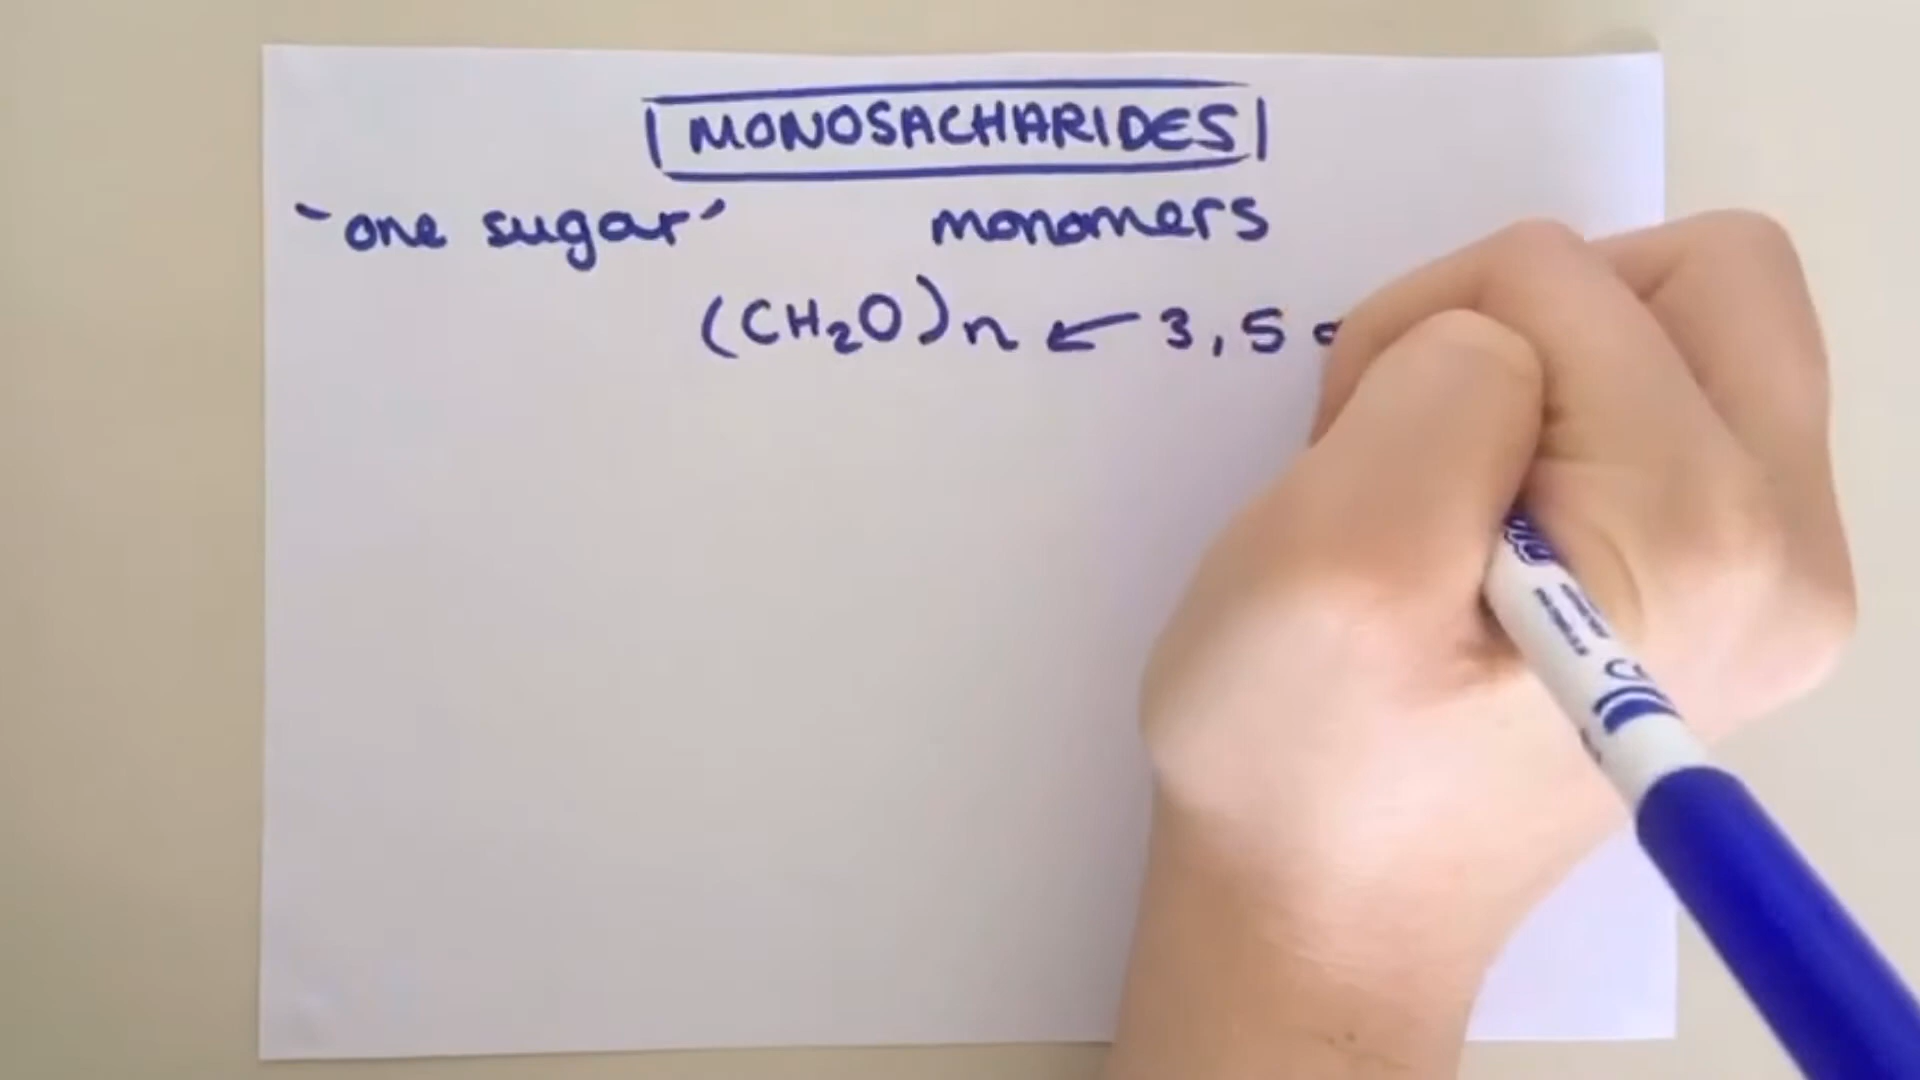 MONOSACHARIDES
'one sugar' monomers
(CH₂O)n ← 3, 5